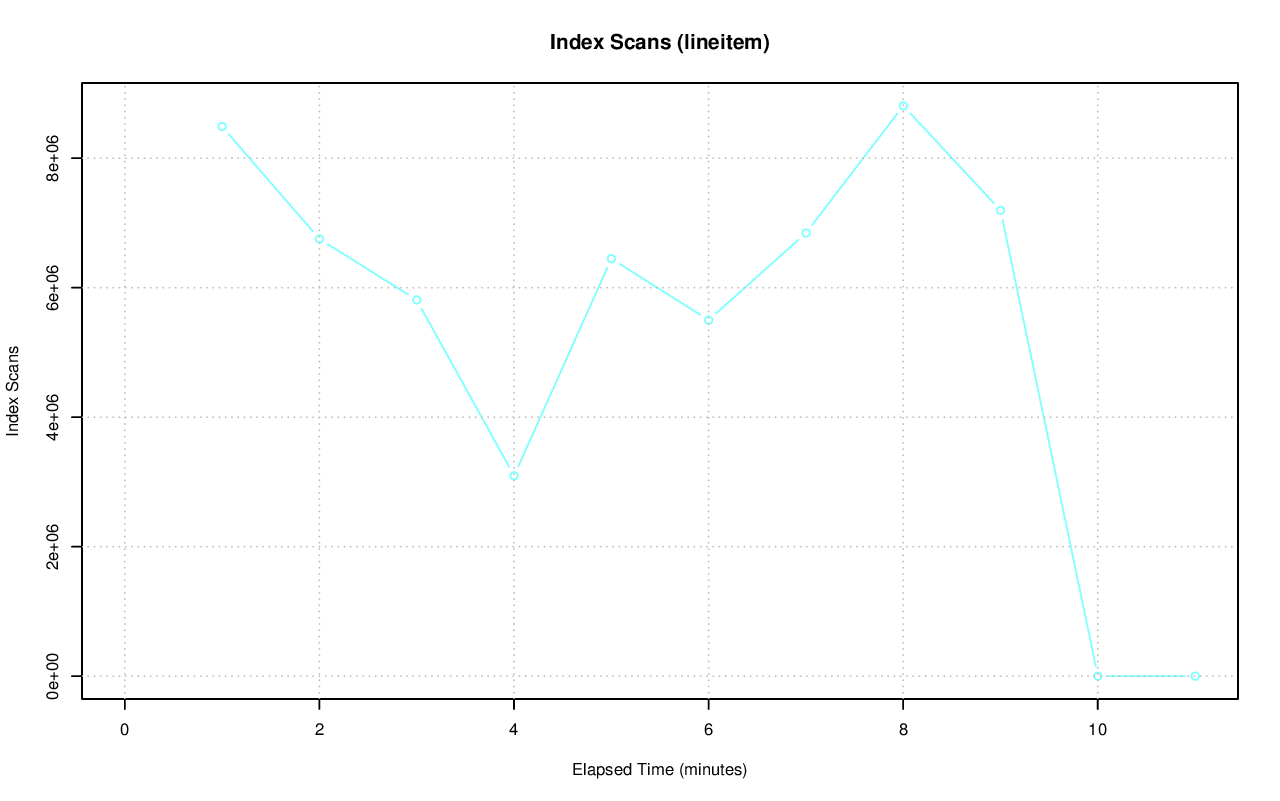 Index Scans (lineitem)
Index Scans
8e+06
6e+06
4e+06
2e+06
0e+00
0 2 4 6 8 10
Elapsed Time (minutes)